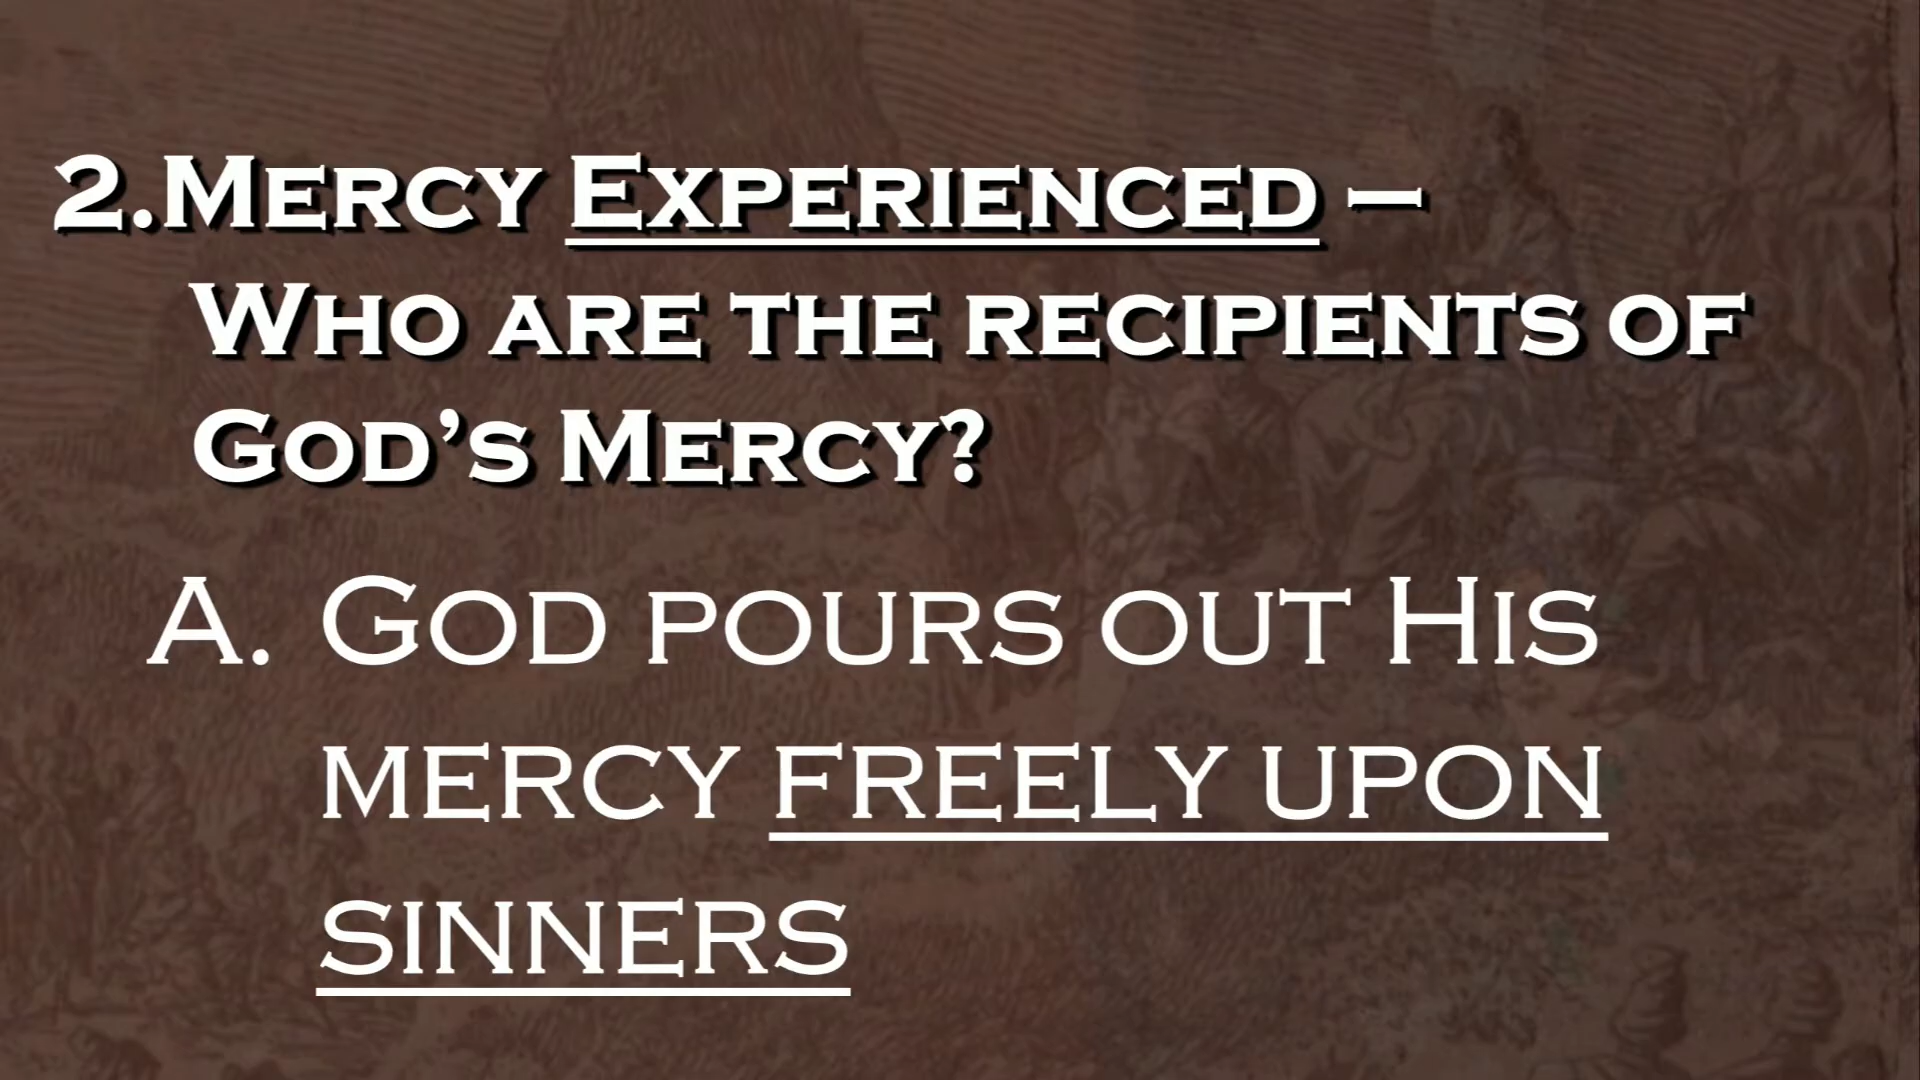 2.Mercy Experienced –
Who are the recipients of
God’s Mercy?
A. God pours out His
mercy freely upon
sinners